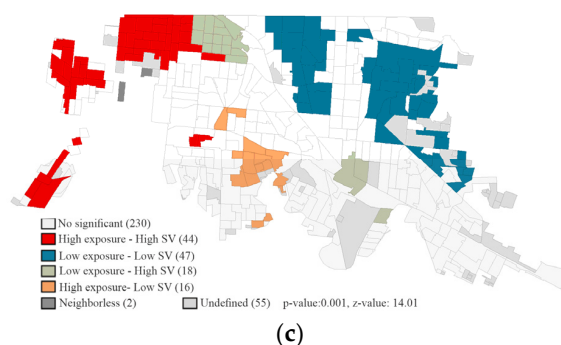 No significant (230)
High exposure - High SV (44)
Low exposure - Low SV (47)
Low exposure - High SV (18)
High exposure- Low SV (16)
Neighborless (2)
Undefined (55)
p-value:0.001, z-value: 14.01
(c)